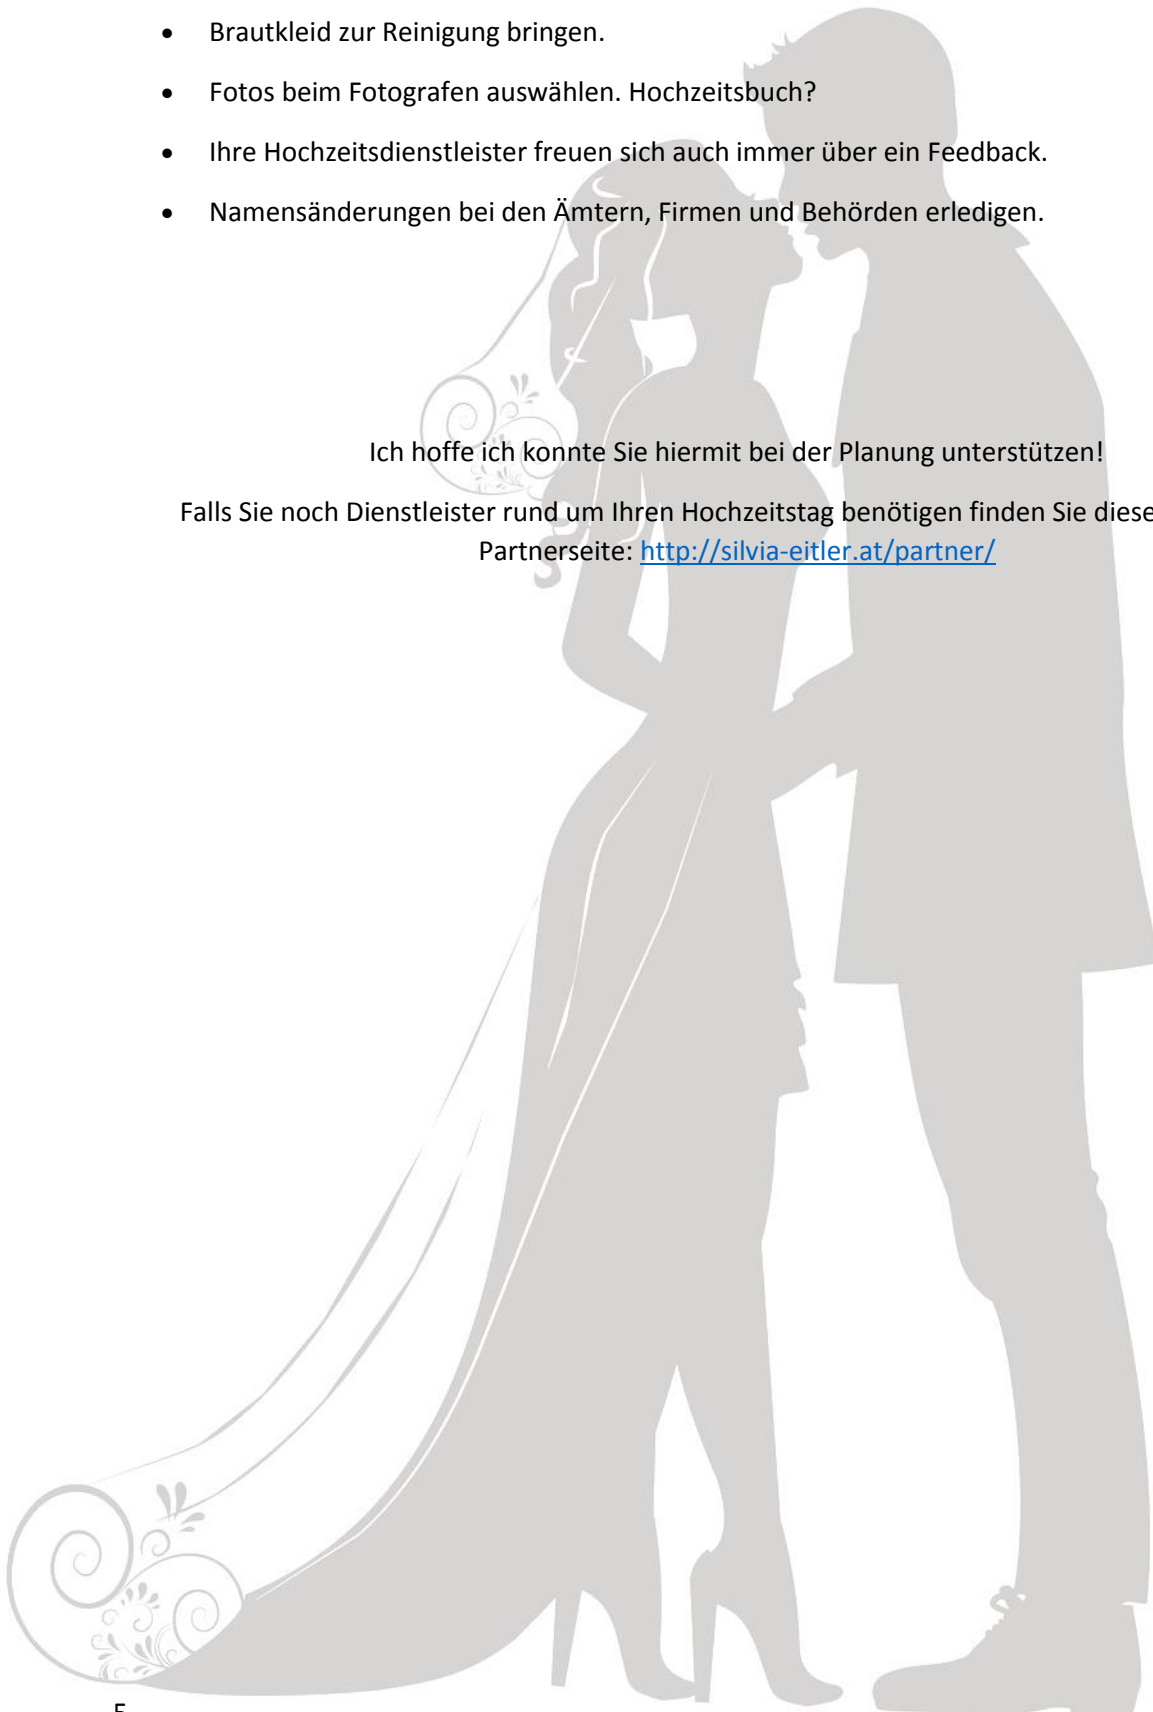 • Brautkleid zur Reinigung bringen.
• Fotos beim Fotografen auswählen. Hochzeitsbuch?
• Ihre Hochzeitsdienstleister freuen sich auch immer über ein Feedback.
• Namensänderungen bei den Ämtern, Firmen und Behörden erledigen.
Ich hoffe ich konnte Sie hiermit bei der Planung unterstützen!
Falls Sie noch Dienstleister rund um Ihren Hochzeitstag benötigen finden Sie diese
Partnerseite: http://silvia-eitler.at/partner/